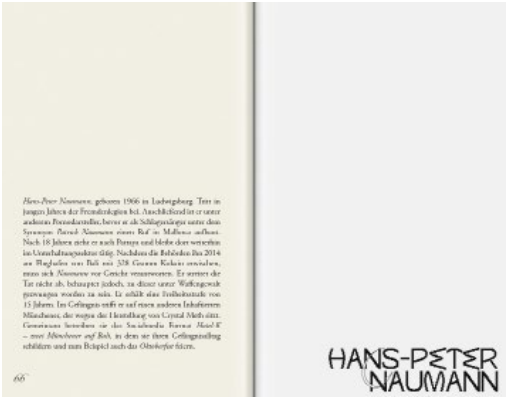 Hans-Peter Naumann, geboren 1966 in Ludwigsburg. Tritt in
jungen Jahren der Fremdenlegion bei. Anschließend ist er unter
anderem Pornodarsteller, bevor er als Schlagersänger unter dem
Synonym Patrick Naumann einen Ruf in Mallorca aufbaut.
Nach 18 Jahren zieht er nach Pattaya und bleibt dort weiterhin
im Unterhaltungssektor tätig. Nachdem die Behörden ihn 2014
am Flughafen von Bali mit 328 Gramm Kokain erwischen,
muss sich Naumann vor Gericht verantworten. Er streitet die
Tat nicht ab, behauptet jedoch, zu dieser unter Waffengewalt
gezwungen worden zu sein. Er erhält eine Freiheitsstrafe von
15 Jahren. Im Gefängnis trifft er auf einen anderen Inhaftierten
Münchener, der wegen der Herstellung von Crystal Meth sitzt.
Gemeinsam betreiben sie das Socialmedia Format Hotel K
– zwei Münchner auf Bali, in dem sie ihren Gefängnisalltag
schildern und zum Beispiel auch das Oktoberfest feiern.
66
HANS-PETER
NAUMANN